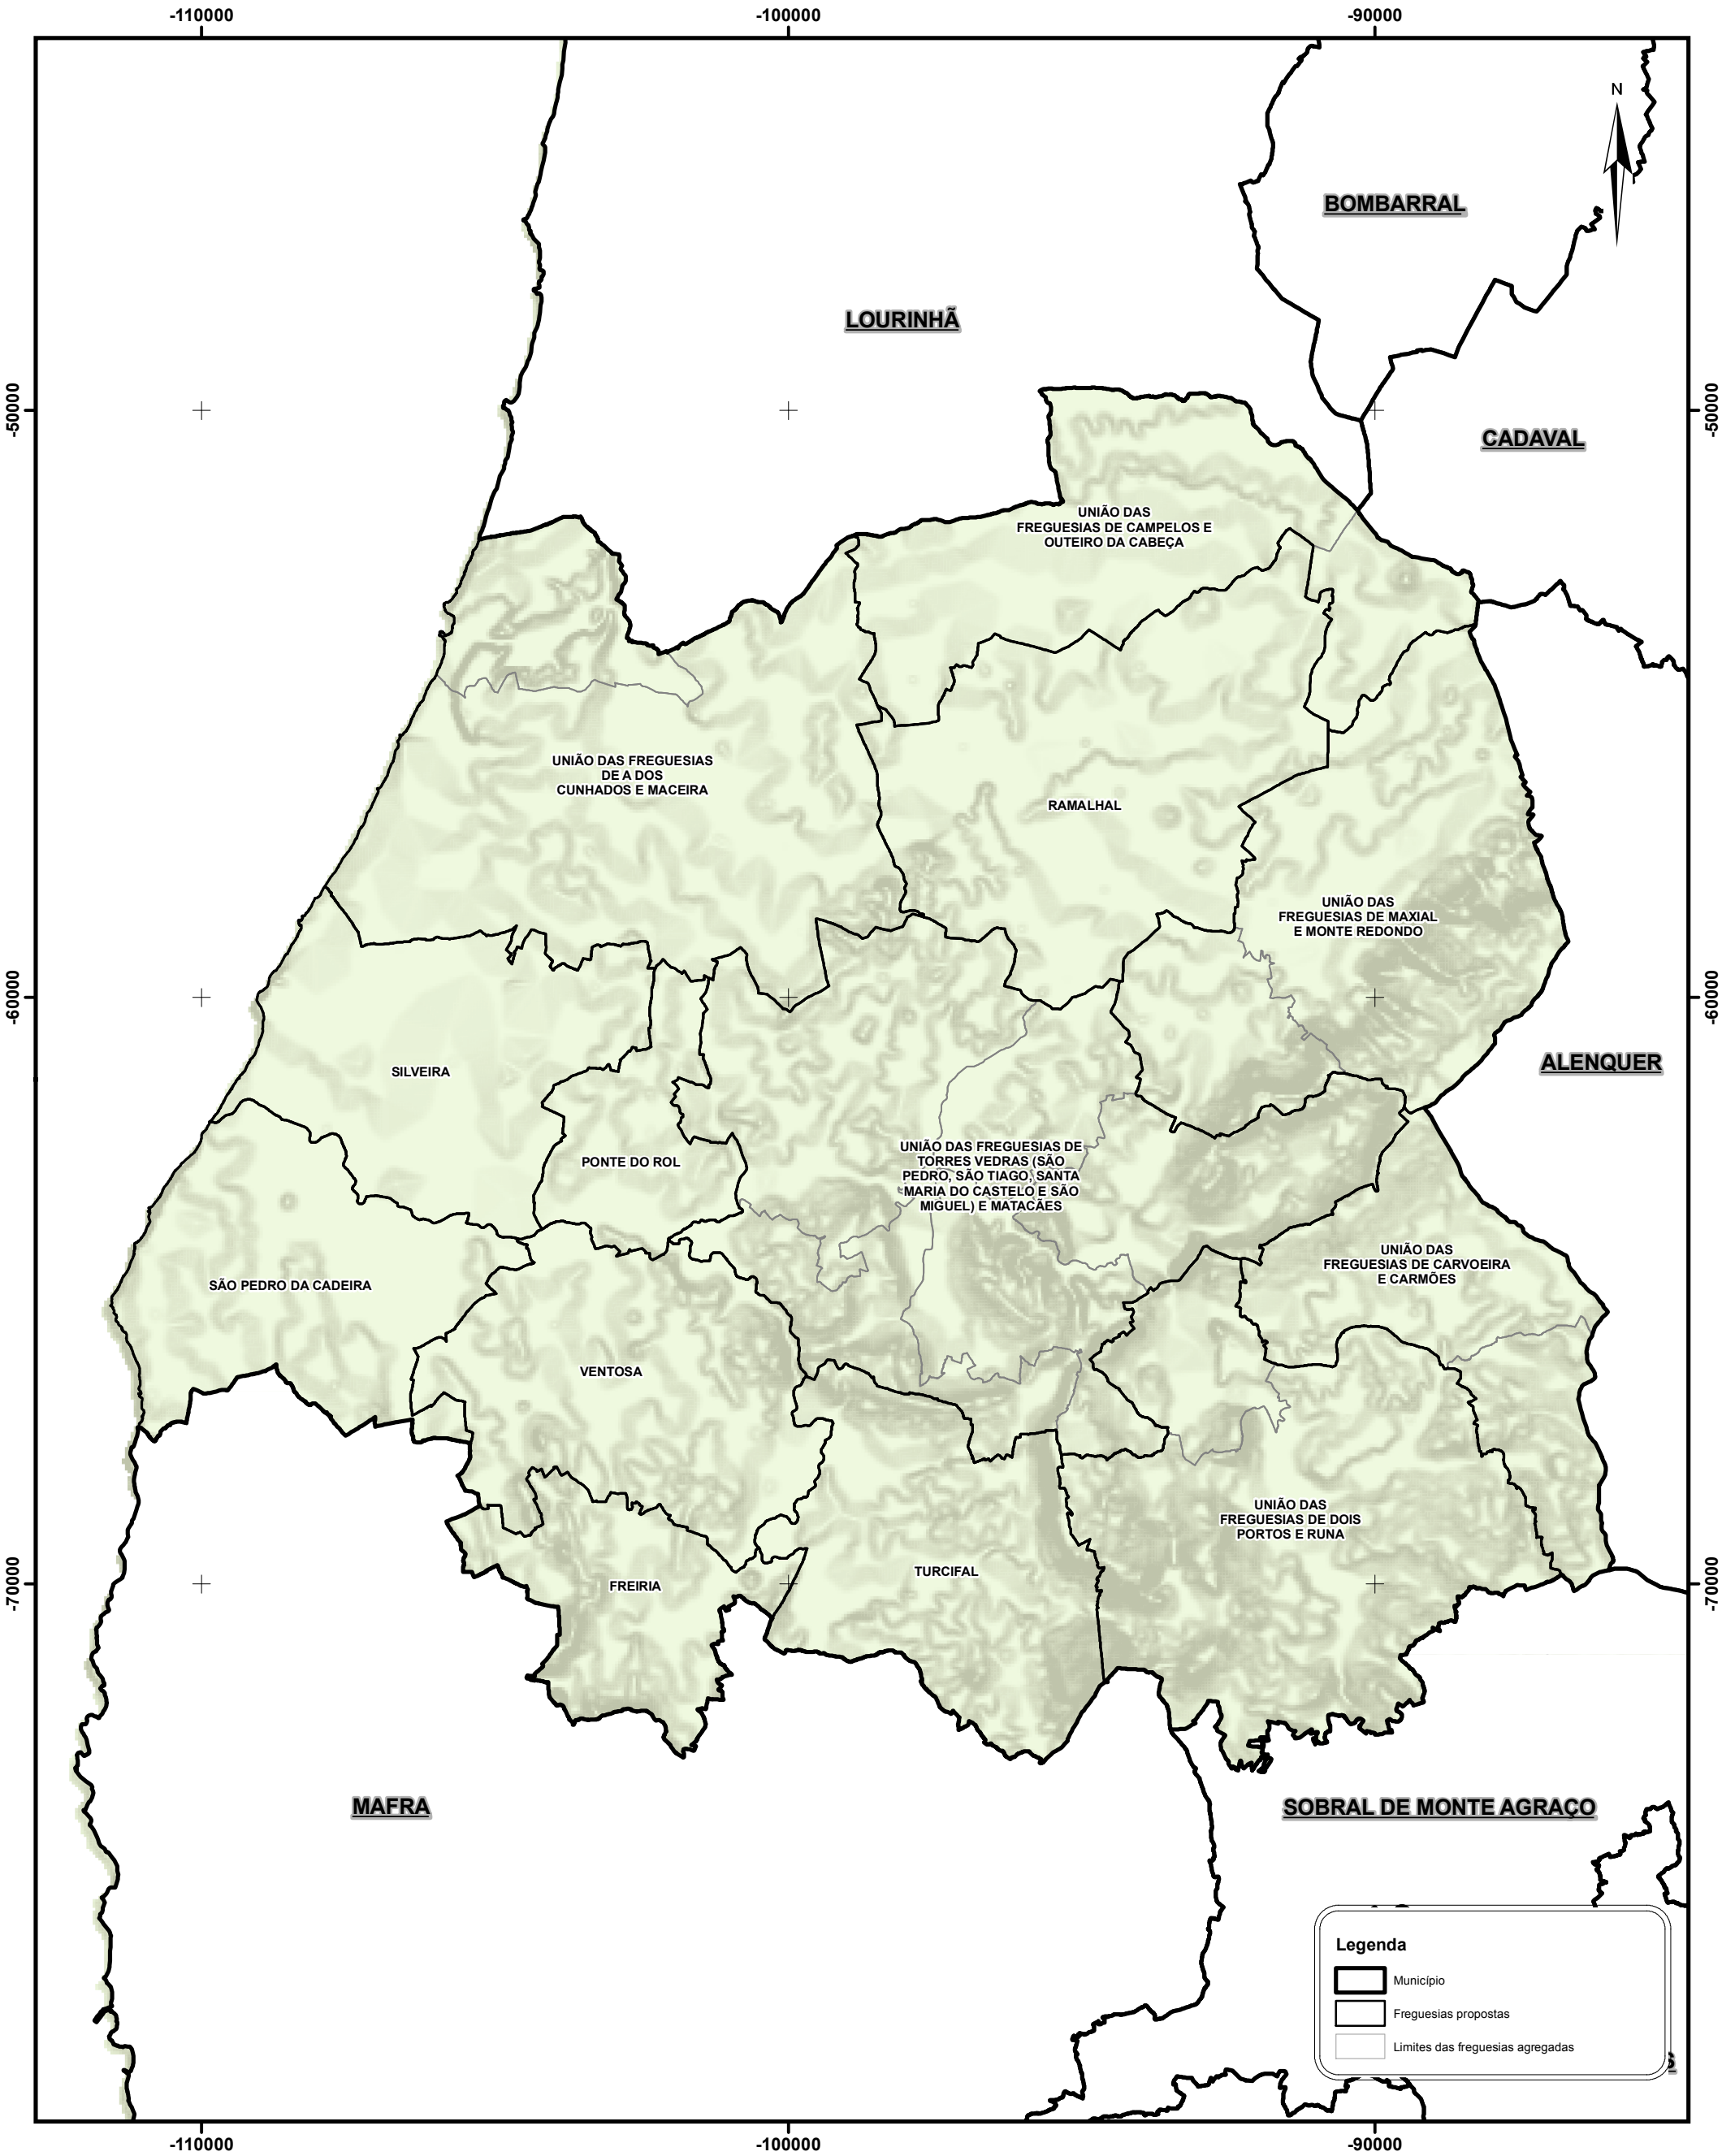 -110000
-100000
-90000
N
BOMBARRAL
LOURINHÃ
-50000
-50000
CADAVAL
UNIÃO DAS
FREGUESIAS DE CAMPELOS E
OUTEIRO DA CABEÇA
UNIÃO DAS FREGUESIAS
DE A DOS
CUNHADOS E MACEIRA
RAMALHAL
UNIÃO DAS
FREGUESIAS DE MAXIAL
E MONTE REDONDO
-60000
-60000
SILVEIRA
ALENQUER
PONTE DO ROL
UNIÃO DAS FREGUESIAS DE
TORRES VEDRAS (SÃO
PEDRO, SÃO TIAGO, SANTA
MARIA DO CASTELO E SÃO
MIGUEL) E MATACÃES
SÃO PEDRO DA CADEIRA
UNIÃO DAS
FREGUESIAS DE CARVOEIRA
E CARMÕES
VENTOSA
UNIÃO DAS
FREGUESIAS DE DOIS
PORTOS E RUNA
TURCIFAL
FREIRIA
-70000
-70000
MAFRA
SOBRAL DE MONTE AGRAÇO
Legenda
Município
Freguesias propostas
Limites das freguesias agregadas
S
-110000
-100000
-90000